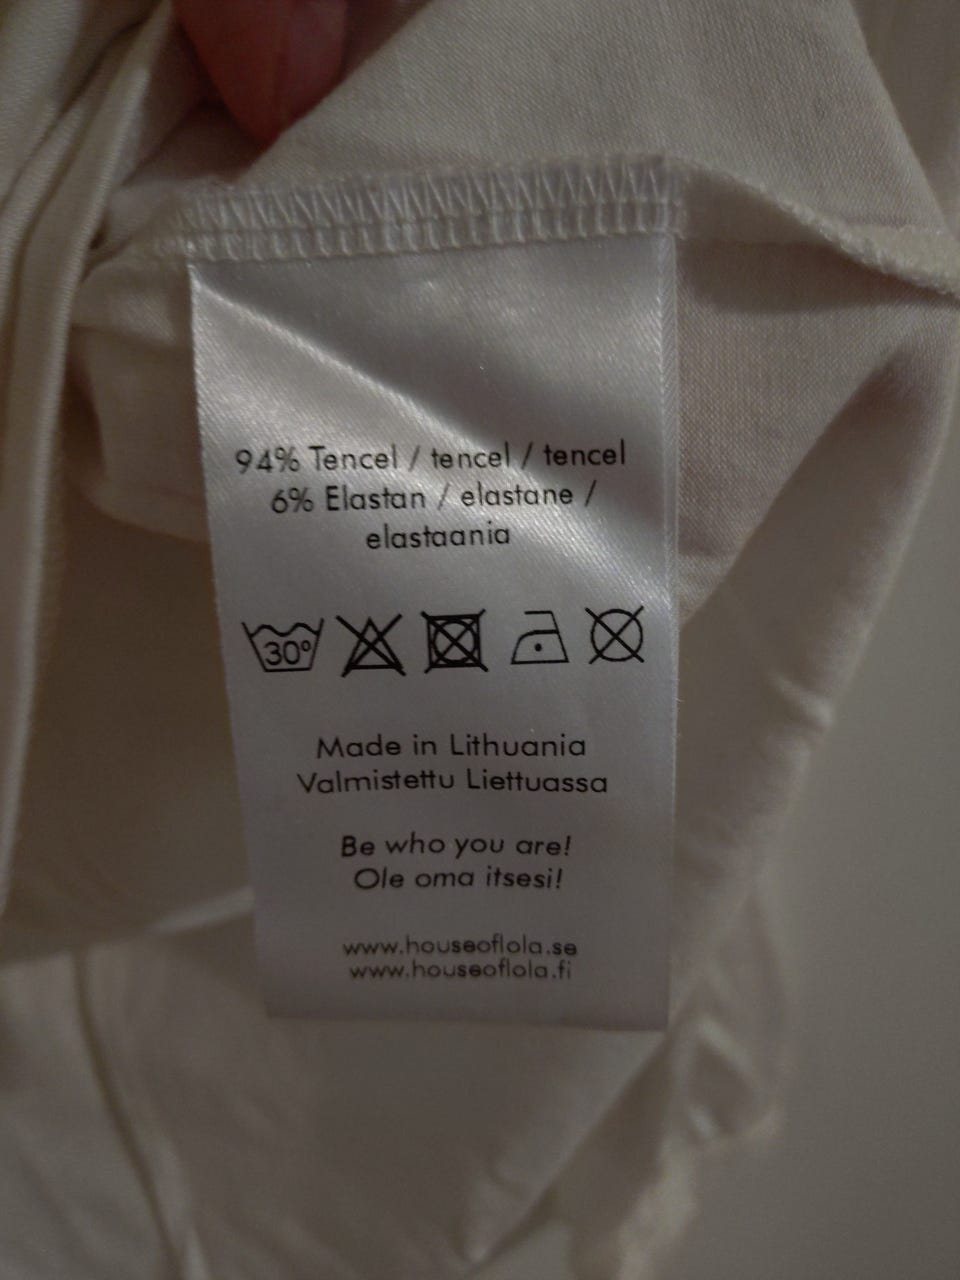 94% Tencel / tencel / tencel
6% Elastan / elastane /
elastaania
30°
Made in Lithuania
Valmistettu Liettuassa
Be who you are!
Ole oma itsesi!
www.houseoflola.se
www.houseoflola.fi